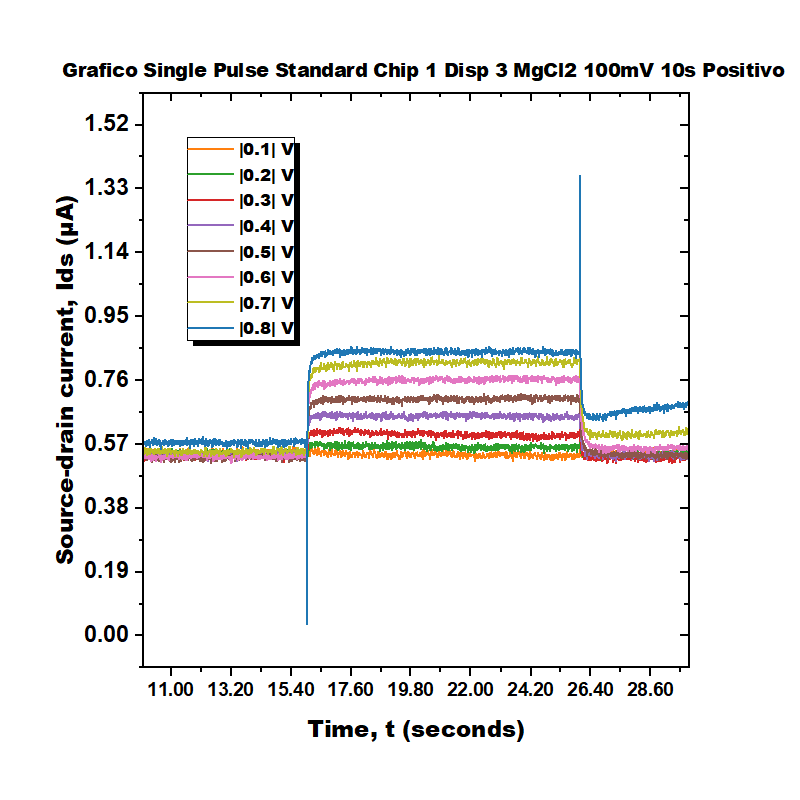 Grafico Single Pulse Standard Chip 1 Disp 3 MgCl2 100mV 10s Positivo
1.52
1.33
1.14
0.95
0.76
0.57
0.38
0.19
0.00
Source-drain current, Ids (µA)
|0.1| V
|0.2| V
|0.3| V
|0.4| V
|0.5| V
|0.6| V
|0.7| V
|0.8| V
11.00 13.20 15.40 17.60 19.80 22.00 24.20 26.40 28.60
Time, t (seconds)